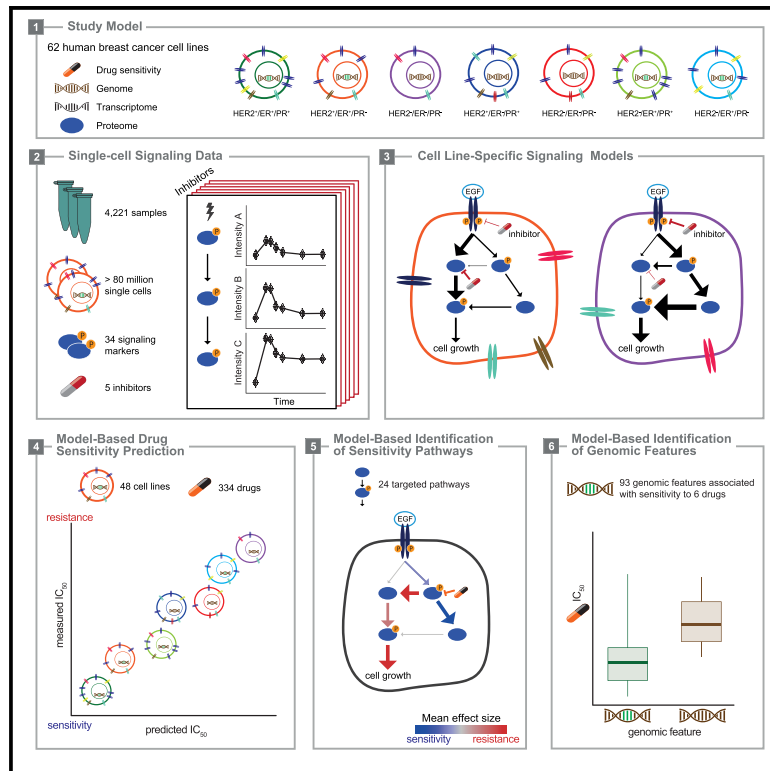 1 Study Model
62 human breast cancer cell lines
Drug sensitivity
Genome
Transcriptome
Proteome
HER2⁺/ER⁺/PR⁺
HER2⁺/ER⁺/PR⁻
HER2⁺/ER⁻/PR⁻
HER2⁻/ER⁻/PR⁺
HER2⁻/ER⁻/PR⁻
HER2⁻/ER⁺/PR⁺
HER2⁻/ER⁺/PR⁻
2 Single-cell Signaling Data
4,221 samples
> 80 million
single cells
34 signaling
markers
5 inhibitors
Inhibitors
P
P
P
Intensity A
Intensity B
Intensity C
Time
3 Cell Line-Specific Signaling Models
EGF
P P
inhibitor
P
P
cell growth
EGF
P P
inhibitor
P
P
cell growth
4 Model-Based Drug
Sensitivity Prediction
48 cell lines
334 drugs
resistance
measured IC50
sensitivity
predicted IC50
5 Model-Based Identification
of Sensitivity Pathways
24 targeted pathways
P
EGF
P P
P
P
cell growth
Mean effect size
sensitivity
resistance
6 Model-Based Identification
of Genomic Features
93 genomic features associated
with sensitivity to 6 drugs
IC50
genomic feature